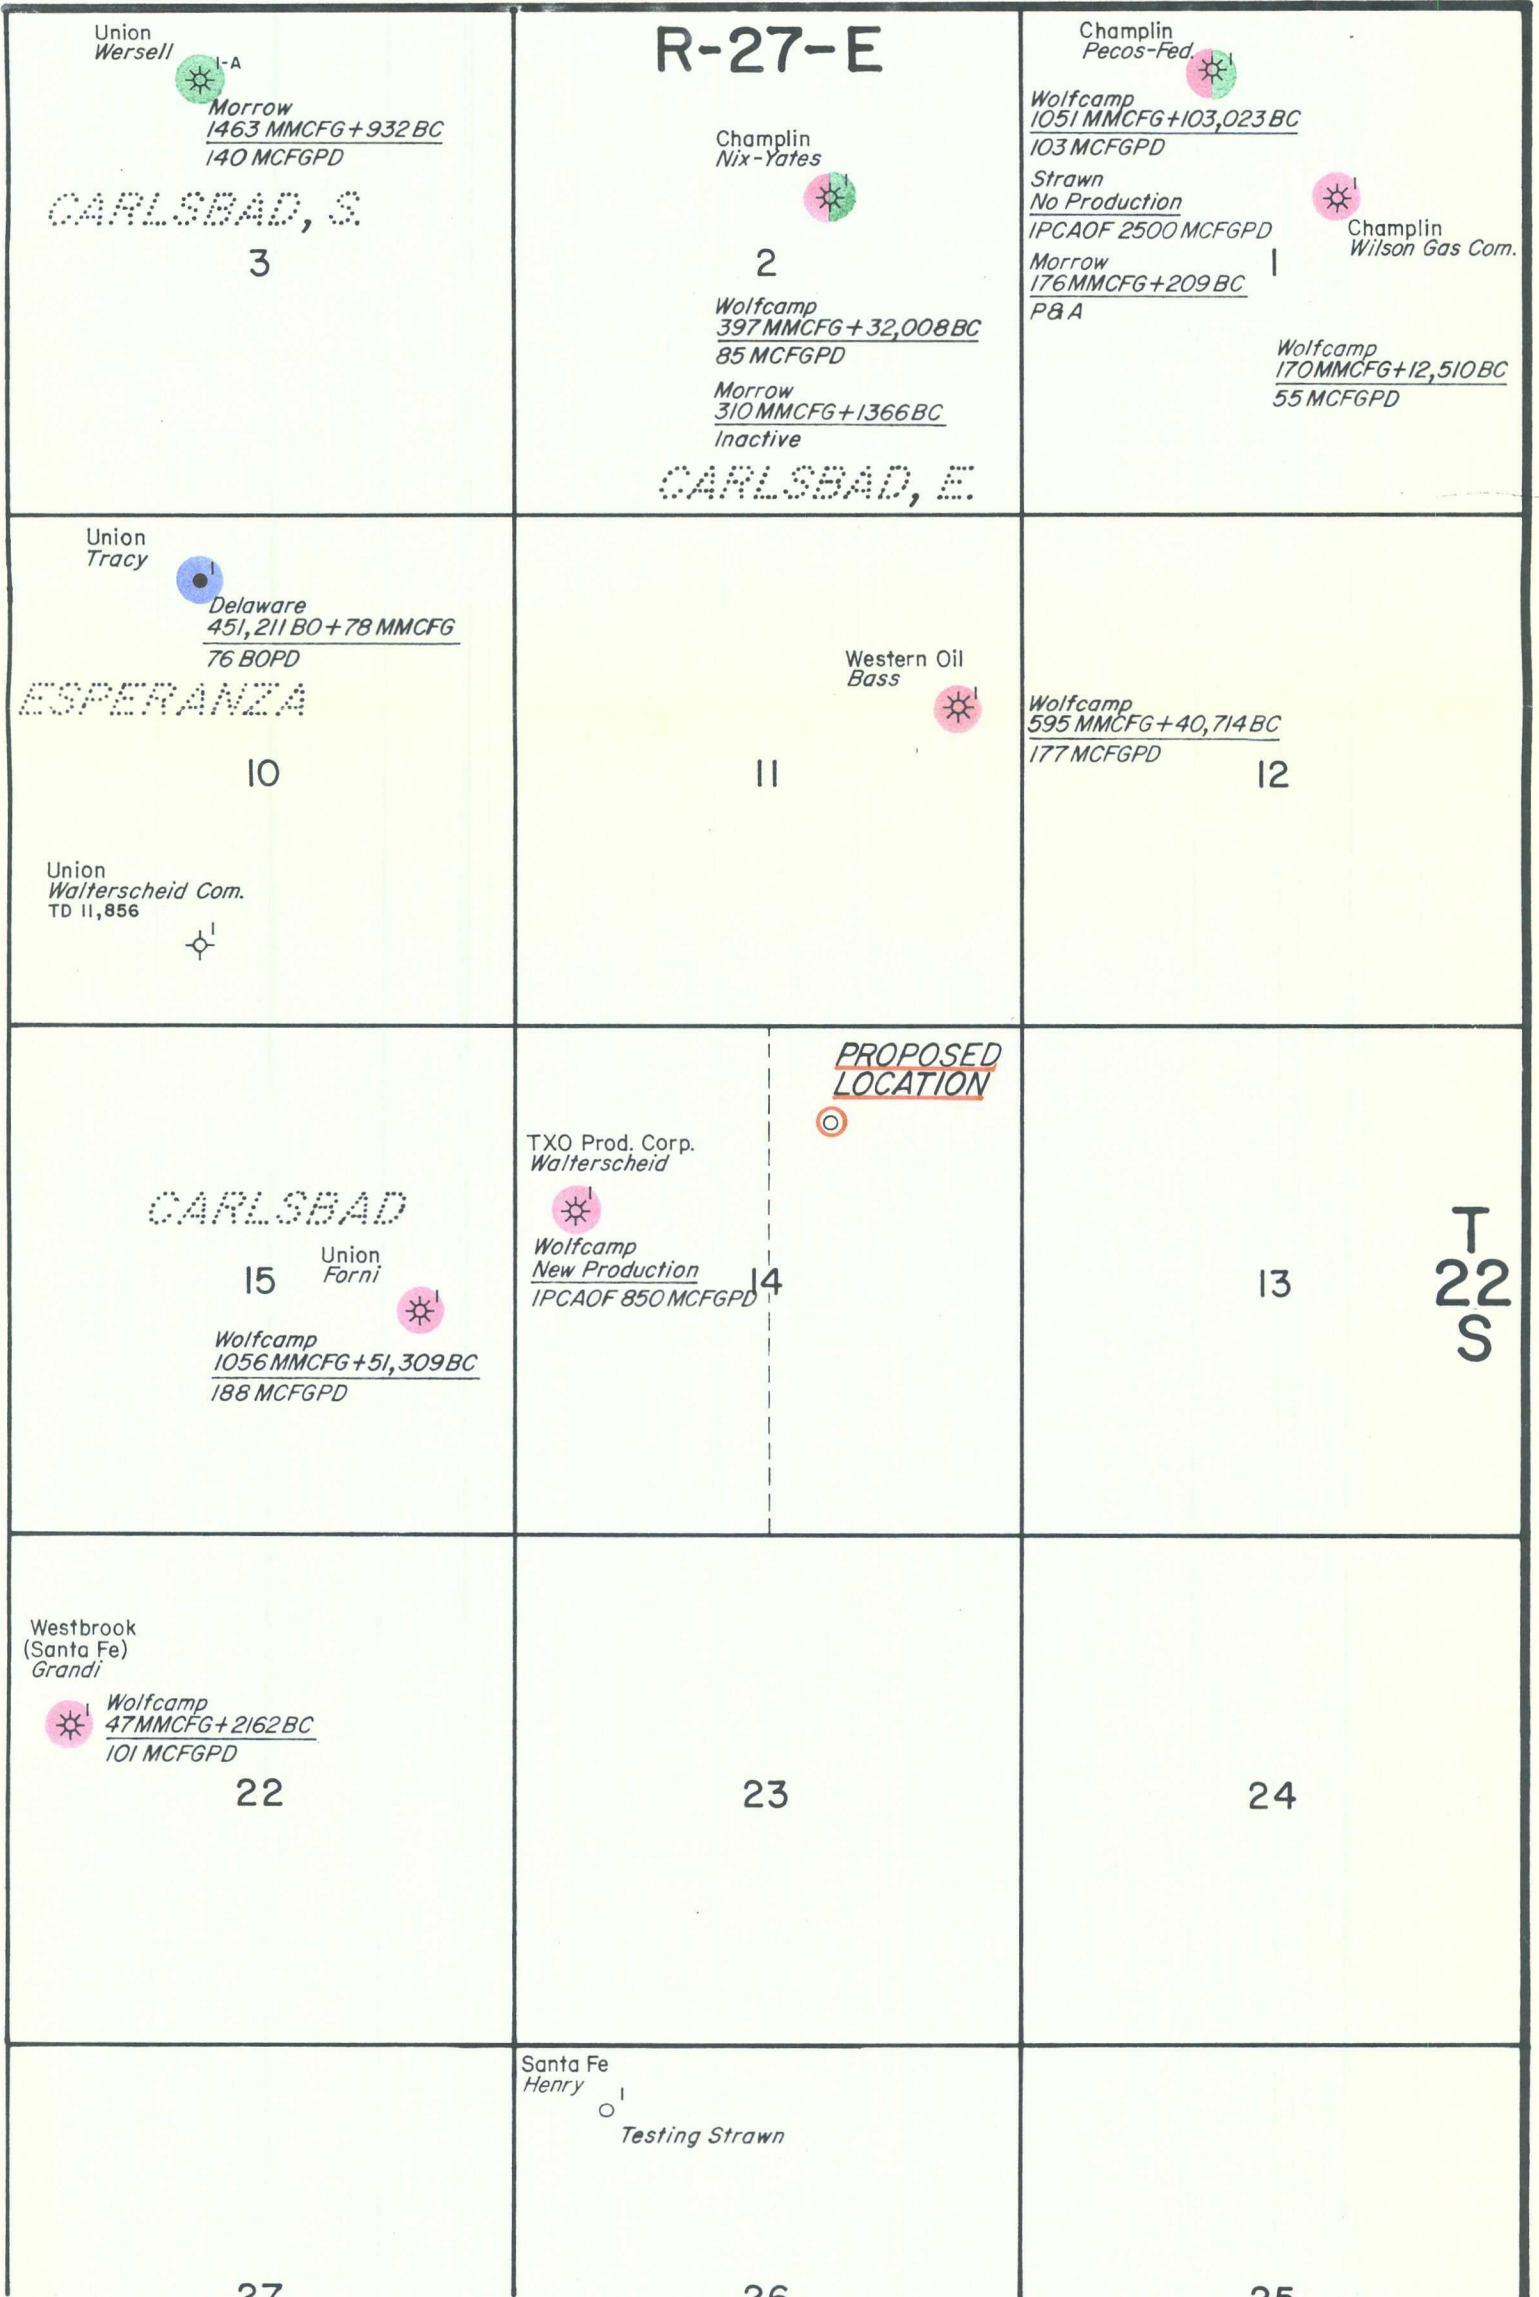 R-27-E
Union
Wersell
1-A
Morrow
1463 MMCFG+932 BC
140 MCFGPD
CARLSBAD, S.
3
Champlin
Nix-Yates
1
2
Wolfcamp
397 MMCFG+32,008 BC
85 MCFGPD
Morrow
310 MMCFG+1366 BC
Inactive
CARLSBAD, E.
Champlin
Pecos-Fed.
1
Wolfcamp
1051 MMCFG+103,023 BC
103 MCFGPD
Strawn
No Production
IPCAOF 2500 MCFGPD
Morrow
176 MMCFG+209 BC
P&A
1
Champlin
Wilson Gas Com.
1
Wolfcamp
170 MMCFG+12,510 BC
55 MCFGPD
Union
Tracy
1
Delaware
451,211 BO+78 MMCFG
76 BOPD
ESPERANZA
10
Union
Walterscheid Com.
TD 11,856
1
Western Oil
Bass
1
11
Wolfcamp
595 MMCFG+40,714 BC
177 MCFGPD
12
CARLSBAD
15
Union
Forni
1
Wolfcamp
1056 MMCFG+51,309 BC
188 MCFGPD
PROPOSED
LOCATION
TXO Prod. Corp.
Walterscheid
1
Wolfcamp
New Production
IPCAOF 850 MCFGPD
14
13
T
22
S
Westbrook
(Santa Fe)
Grandi
1
Wolfcamp
47 MMCFG+2162 BC
101 MCFGPD
22
23
24
Santa Fe
Henry
1
Testing Strawn
27
26
25